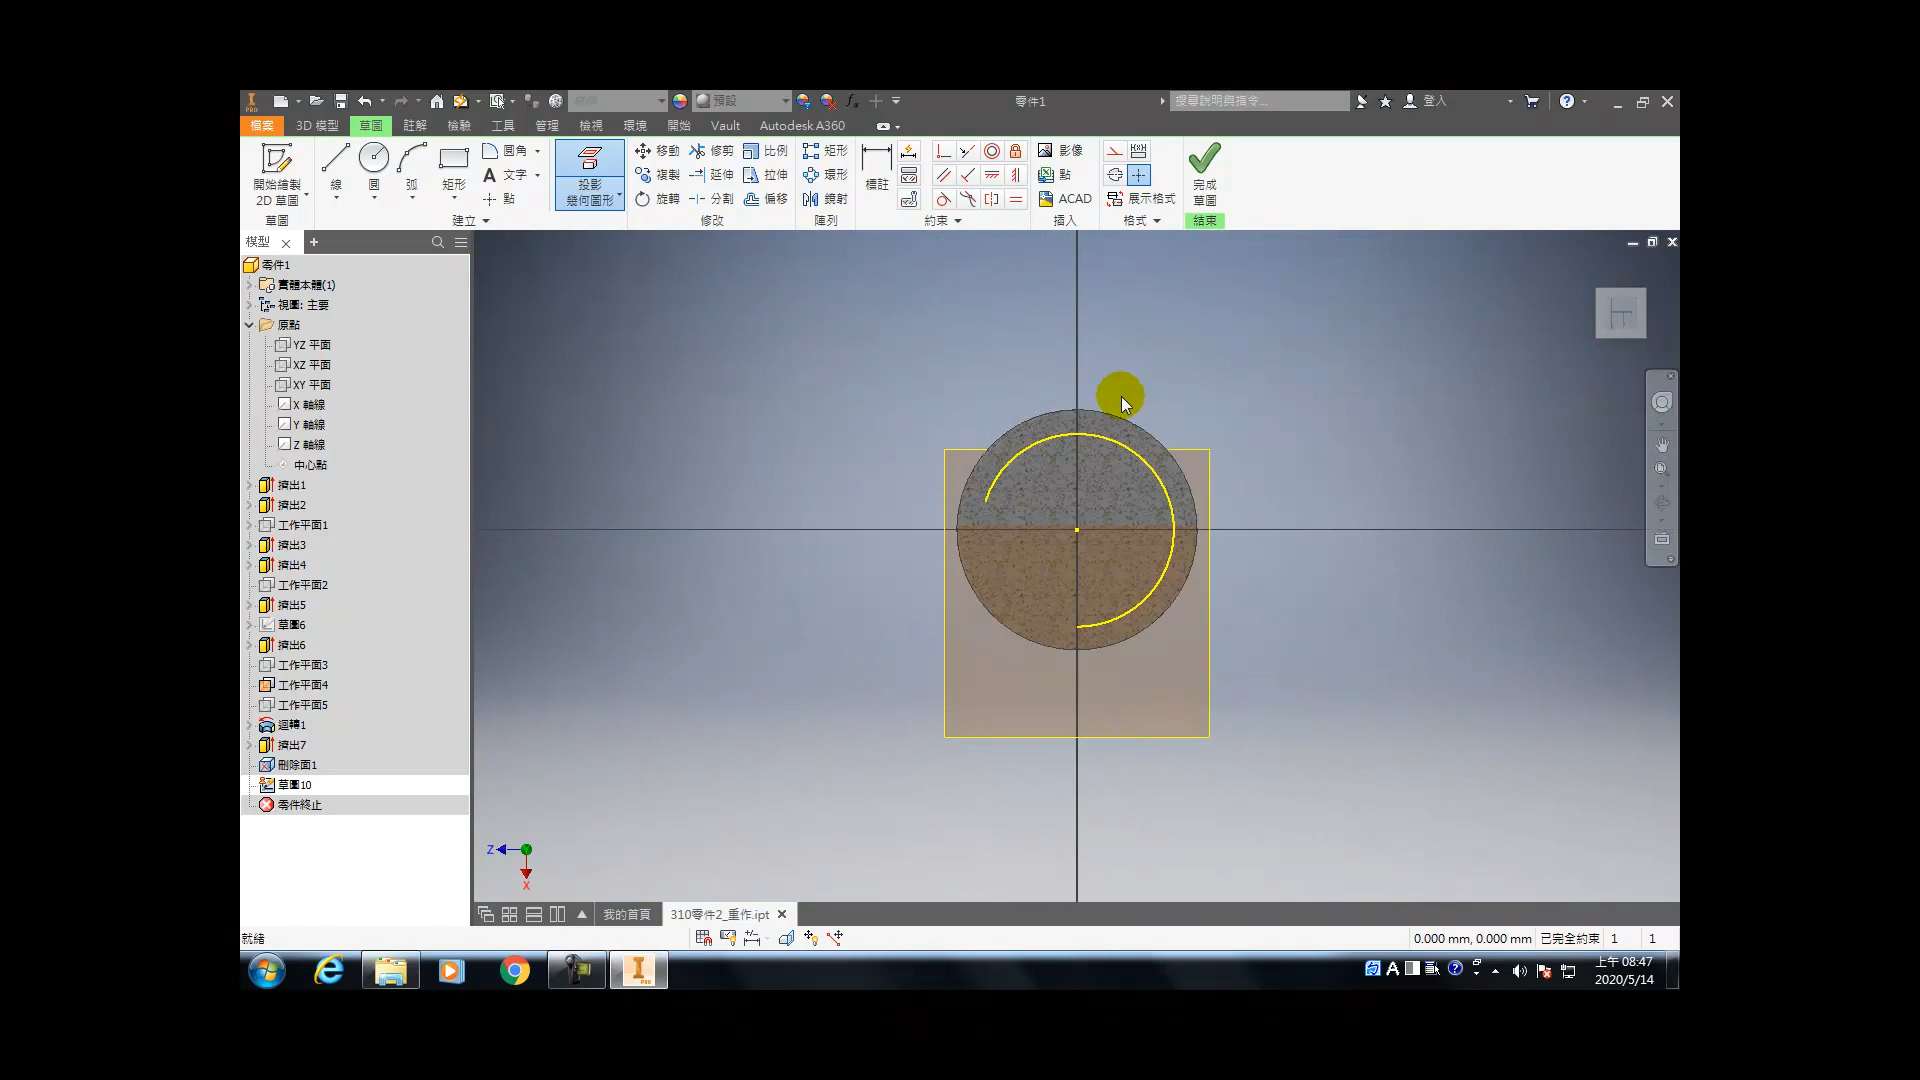 零件1
搜尋說明與指令...
登入
預設
檔案 3D 模型 草圖 註解 檢驗 工具 管理 檢視 環境 開始 Vault Autodesk A360
開始繪製
2D 草圖
線 圓 弧 矩形
圓角
文字
點
投影
幾何圖形
移動 修剪 比例
複製 延伸 拉伸
旋轉 分割 偏移
矩形
環形
鏡射
標註
影像
點
ACAD
展示格式
完成
草圖
草圖 建立 修改 陣列 約束 插入 格式 結束
模型
零件1
實體本體(1)
視圖: 主要
原點
YZ 平面
XZ 平面
XY 平面
X 軸線
Y 軸線
Z 軸線
中心點
擠出1
擠出2
工作平面1
擠出3
擠出4
工作平面2
擠出5
草圖6
擠出6
工作平面3
工作平面4
工作平面5
迴轉1
擠出7
刪除面1
草圖10
零件終止
Z
X
我的首頁
310零件2_重作.ipt
就緒
0.000 mm, 0.000 mm 已完全約束 1 1
上午 08:47
2020/5/14